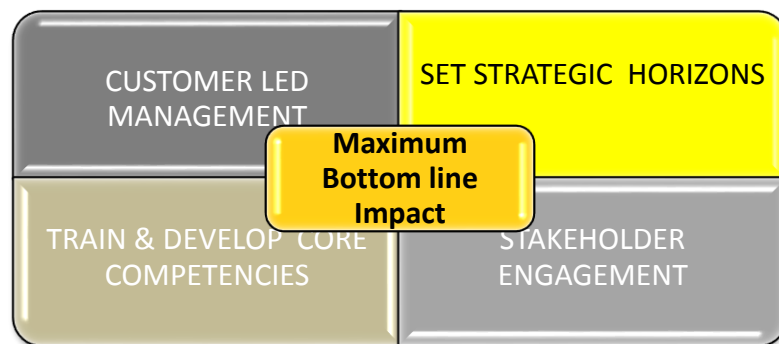 CUSTOMER LED
MANAGEMENT
SET STRATEGIC HORIZONS
Maximum
Bottom line
Impact
TRAIN & DEVELOP CORE
COMPETENCIES
STAKEHOLDER
ENGAGEMENT